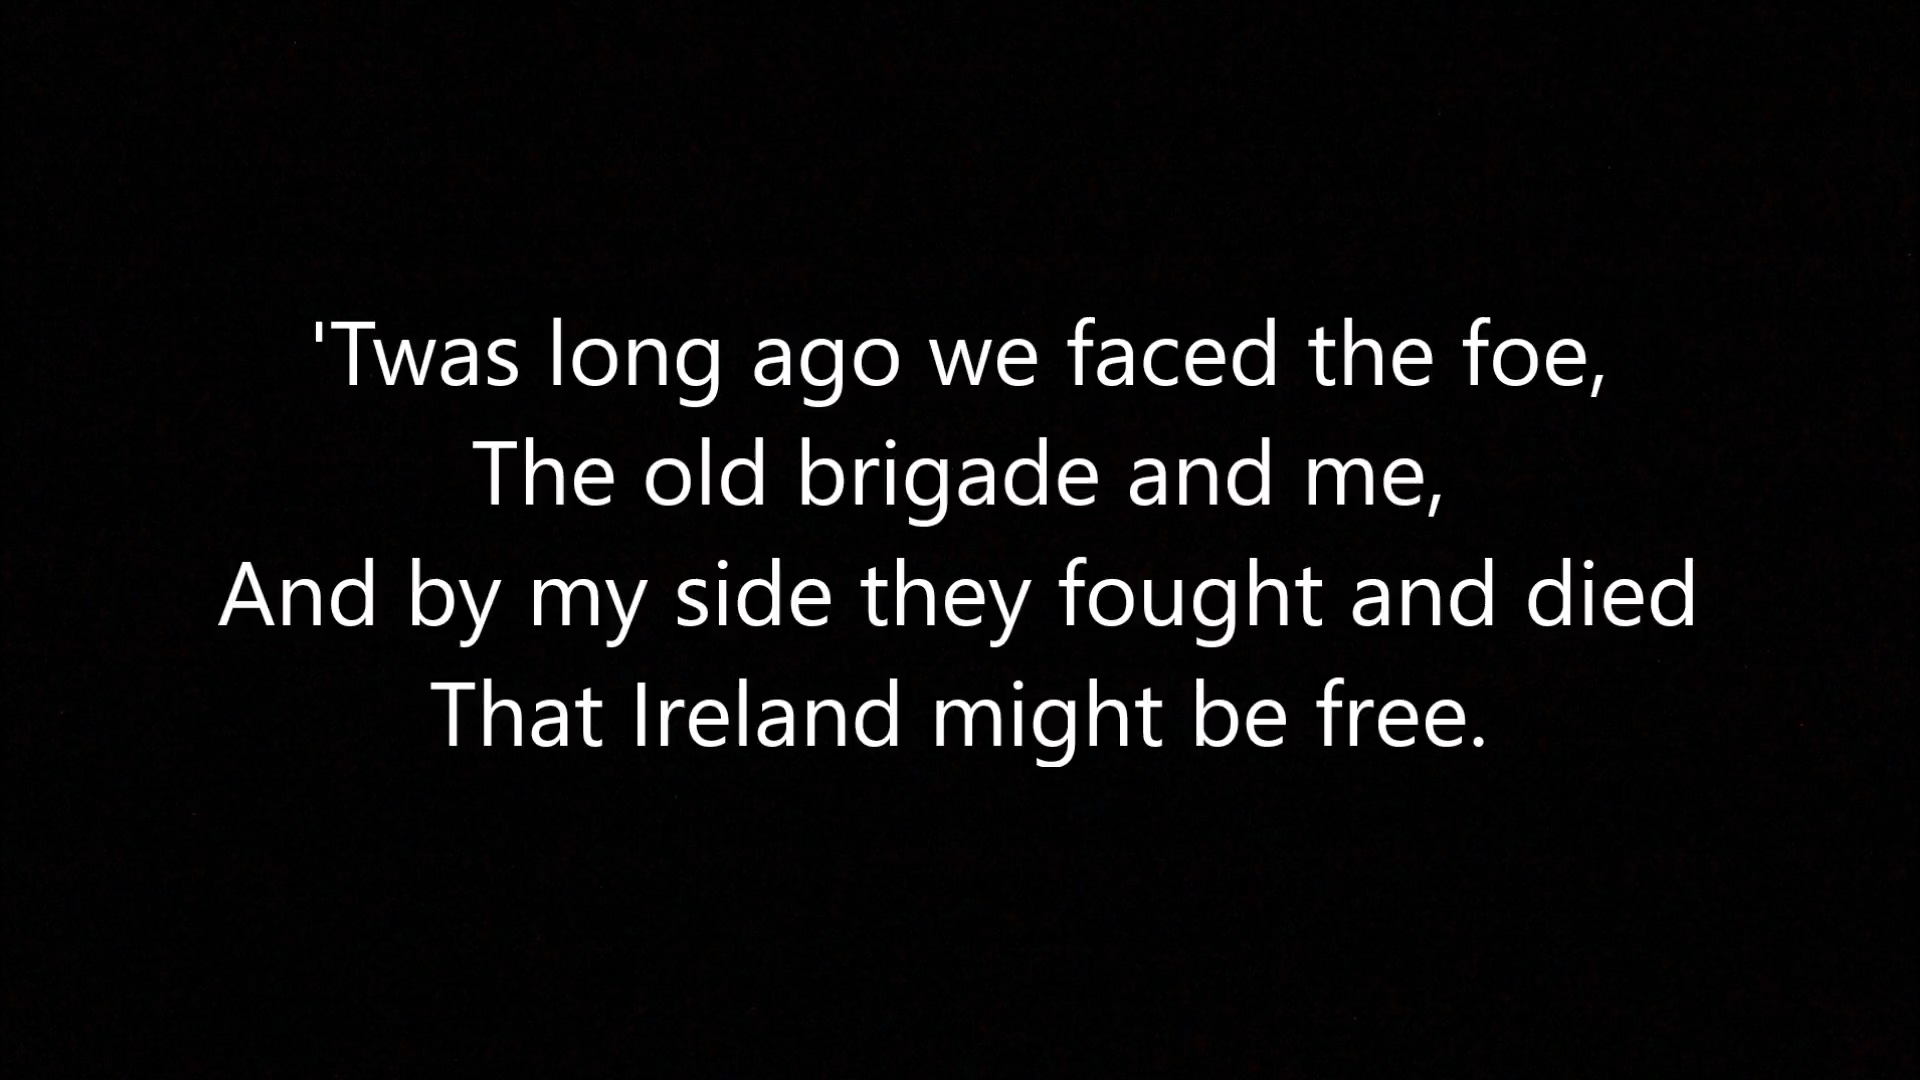 'Twas long ago we faced the foe,
The old brigade and me,
And by my side they fought and died
That Ireland might be free.